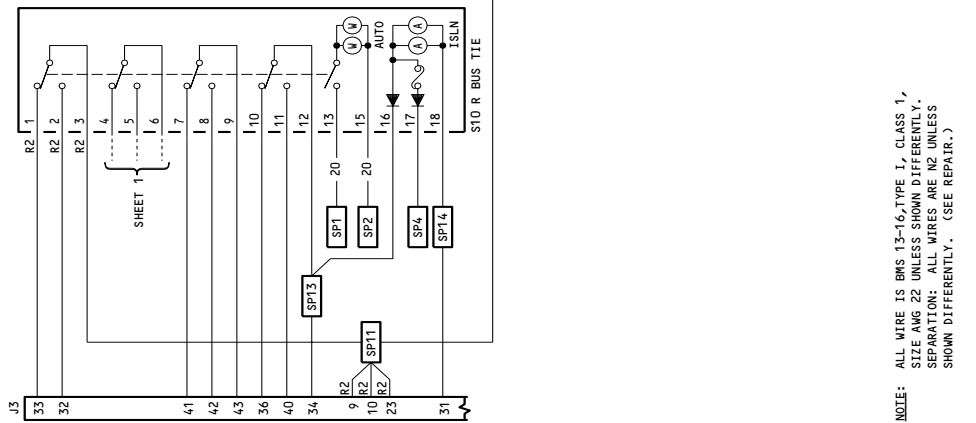 S10 R BUS TIE
1
2
3
4
5
6
7
8
9
10
11
12
13
15
16
17
18
W
W
AUTO
A
A
ISLN
R2
R2
R2
SHEET 1
20
20
SP1
SP2
SP4
SP14
SP13
SP11
R2
R2
R2
J3
33
32
41
42
43
36
40
34
9
10
23
31
NOTE: ALL WIRE IS BMS 13-16,TYPE I, CLASS 1,
SIZE AWG 22 UNLESS SHOWN DIFFERENTLY.
SEPARATION: ALL WIRES ARE N2 UNLESS
SHOWN DIFFERENTLY. (SEE REPAIR.)